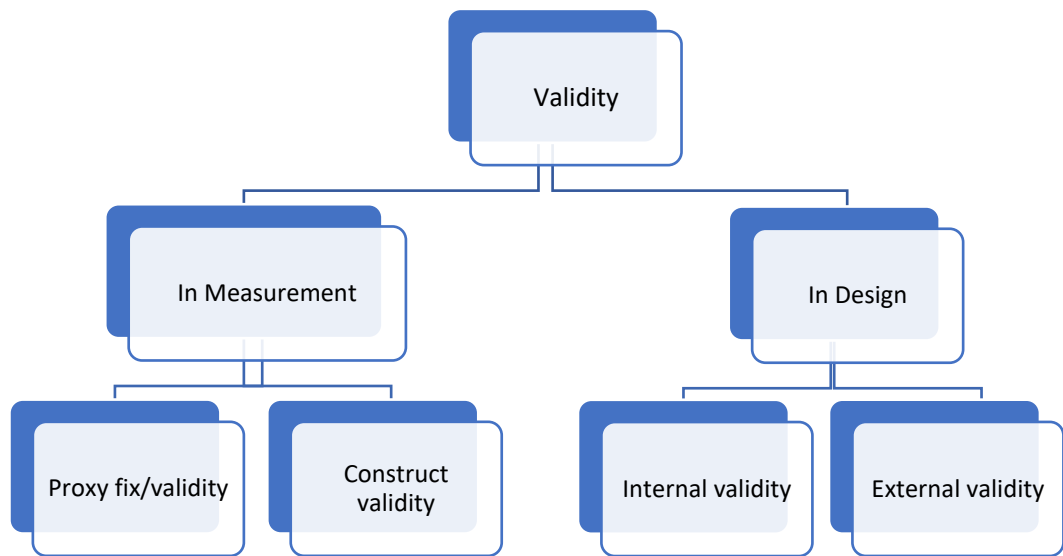 Validity
In Measurement
In Design
Proxy fix/validity
Construct
validity
Internal validity
External validity